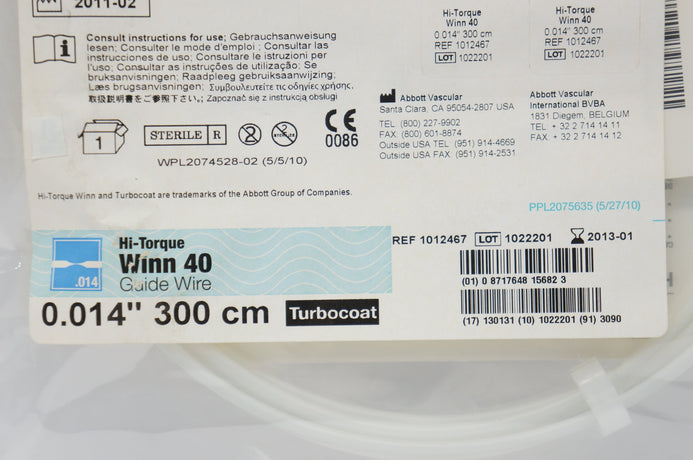 2011-02
Consult instructions for use; Gebrauchsanweisung
lesen; Consulter le mode d'emploi ; Consultar las
instrucciones de uso; Consultare le istruzioni per
l'uso; Consultar as instruções de utilização; Se
bruksanvisningen; Raadpleeg gebruiksaanwijzing;
Læs brugsanvisningen; Συμβουλευτείτε τις οδηγίες χρήσης;
取扱説明書をご参照下さい; Zapoznać się z instrukcją obsługi
1
STERILE R
2
2
CE
0086
WPL2074528-02 (5/5/10)
Hi-Torque
Winn 40
0.014" 300 cm
REF 1012467
LOT 1022201
Hi-Torque
Winn 40
0.014" 300 cm
REF 1012467
LOT 1022201
Abbott Vascular
Santa Clara, CA 95054-2807 USA
TEL (800) 227-9902
FAX (800) 601-8874
Outside USA TEL (951) 914-4669
Outside USA FAX (951) 914-2531
Abbott Vascular
International BVBA
1831 Diegem, BELGIUM
TEL + 32 2 714 14 11
FAX + 32 2 714 14 12
Hi-Torque Winn and Turbocoat are trademarks of the Abbott Group of Companies.
PPL2075635 (5/27/10)
.014
Hi-Torque
Winn 40
Guide Wire
0.014" 300 cm Turbocoat
REF 1012467 LOT 1022201 2013-01
(01) 0 8717648 15682 3
(17) 130131 (10) 1022201 (91) 3090